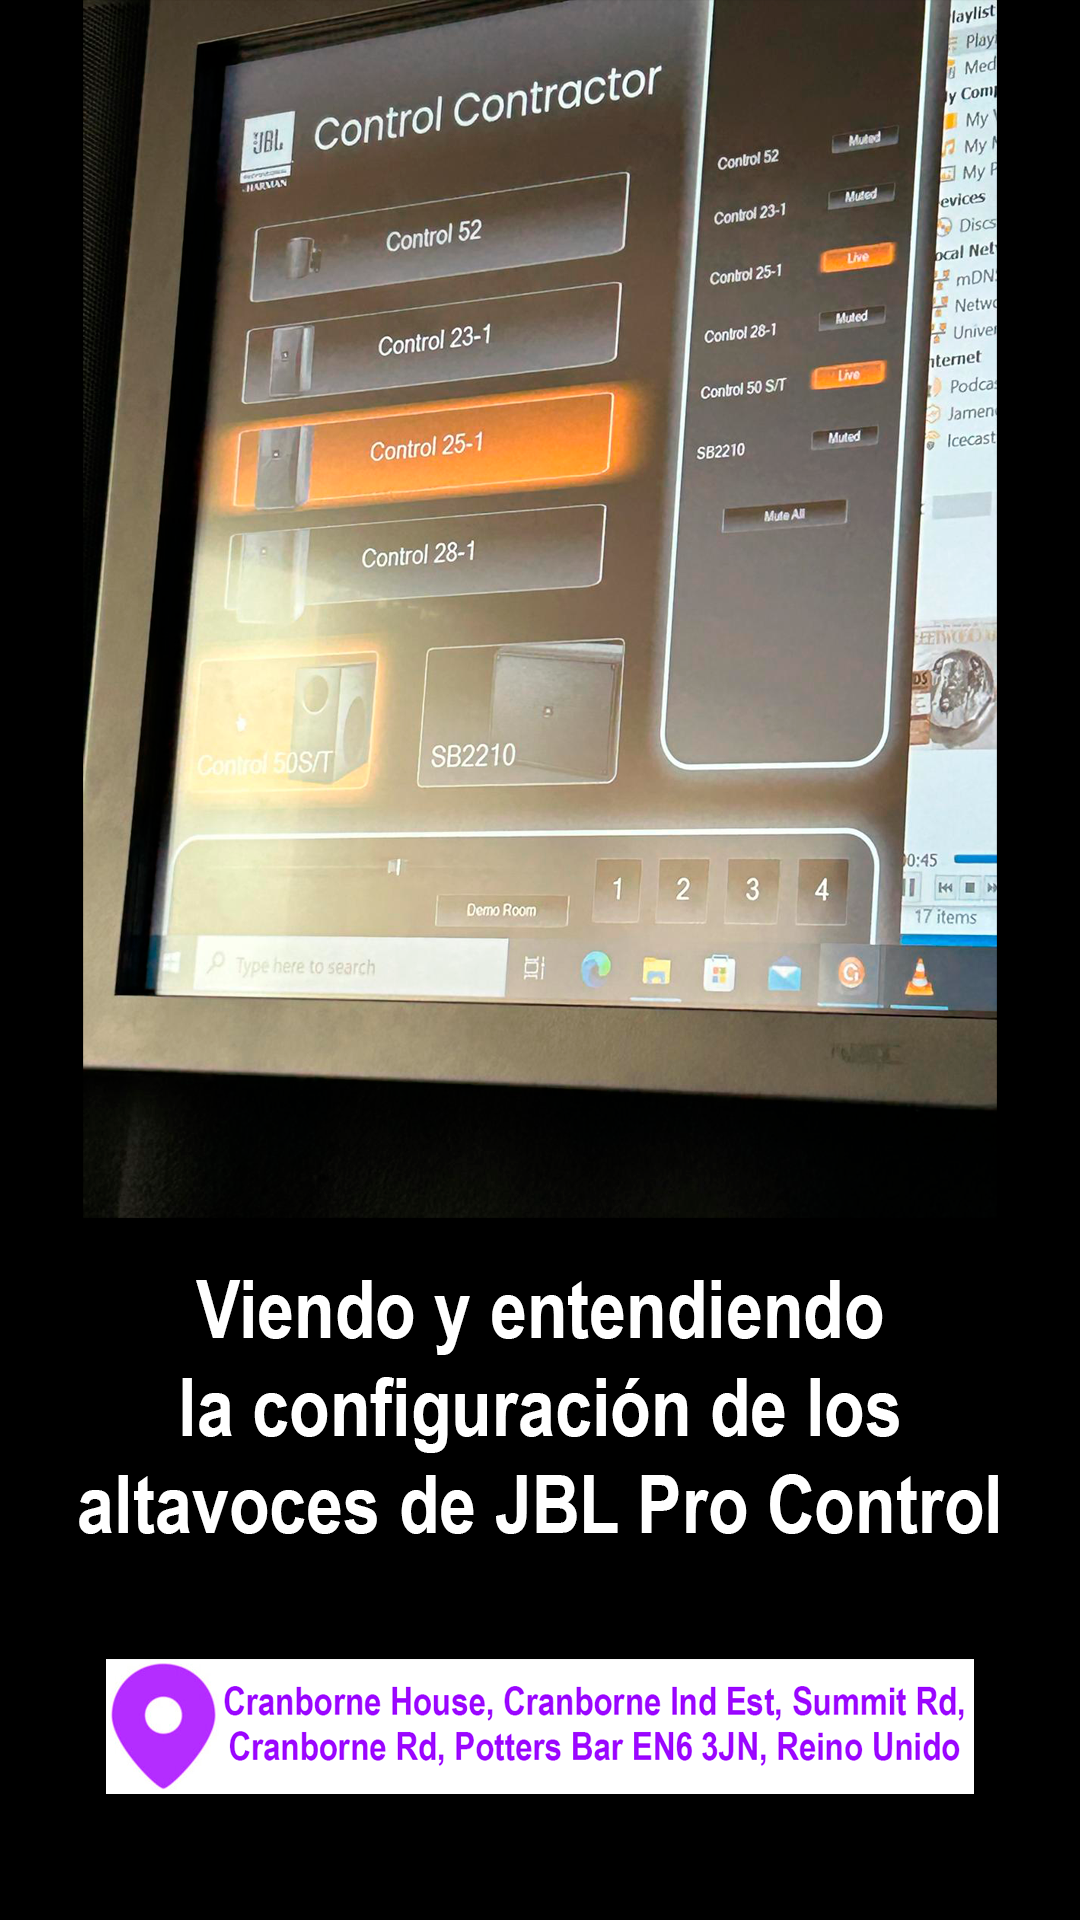 Control Contractor
JBL
HARMAN
Control 52
Control 23-1
Control 25-1
Control 28-1
Control 50S/T
SB2210
Control 52 Muted
Control 23-1 Muted
Control 25-1 Live
Control 28-1 Muted
Control 50 S/T Live
SB2210 Muted
Mute All
Demo Room
1 2 3 4
Type here to search
laylist
Play
Med
y Comp
My
My
My P
evices
Discs
ocal Net
mDN
Netwo
Univer
nternet
Podca
Jamen
Icecast
0:45
17 items
Viendo y entendiendo
la configuración de los
altavoces de JBL Pro Control
Cranborne House, Cranborne Ind Est, Summit Rd,
Cranborne Rd, Potters Bar EN6 3JN, Reino Unido